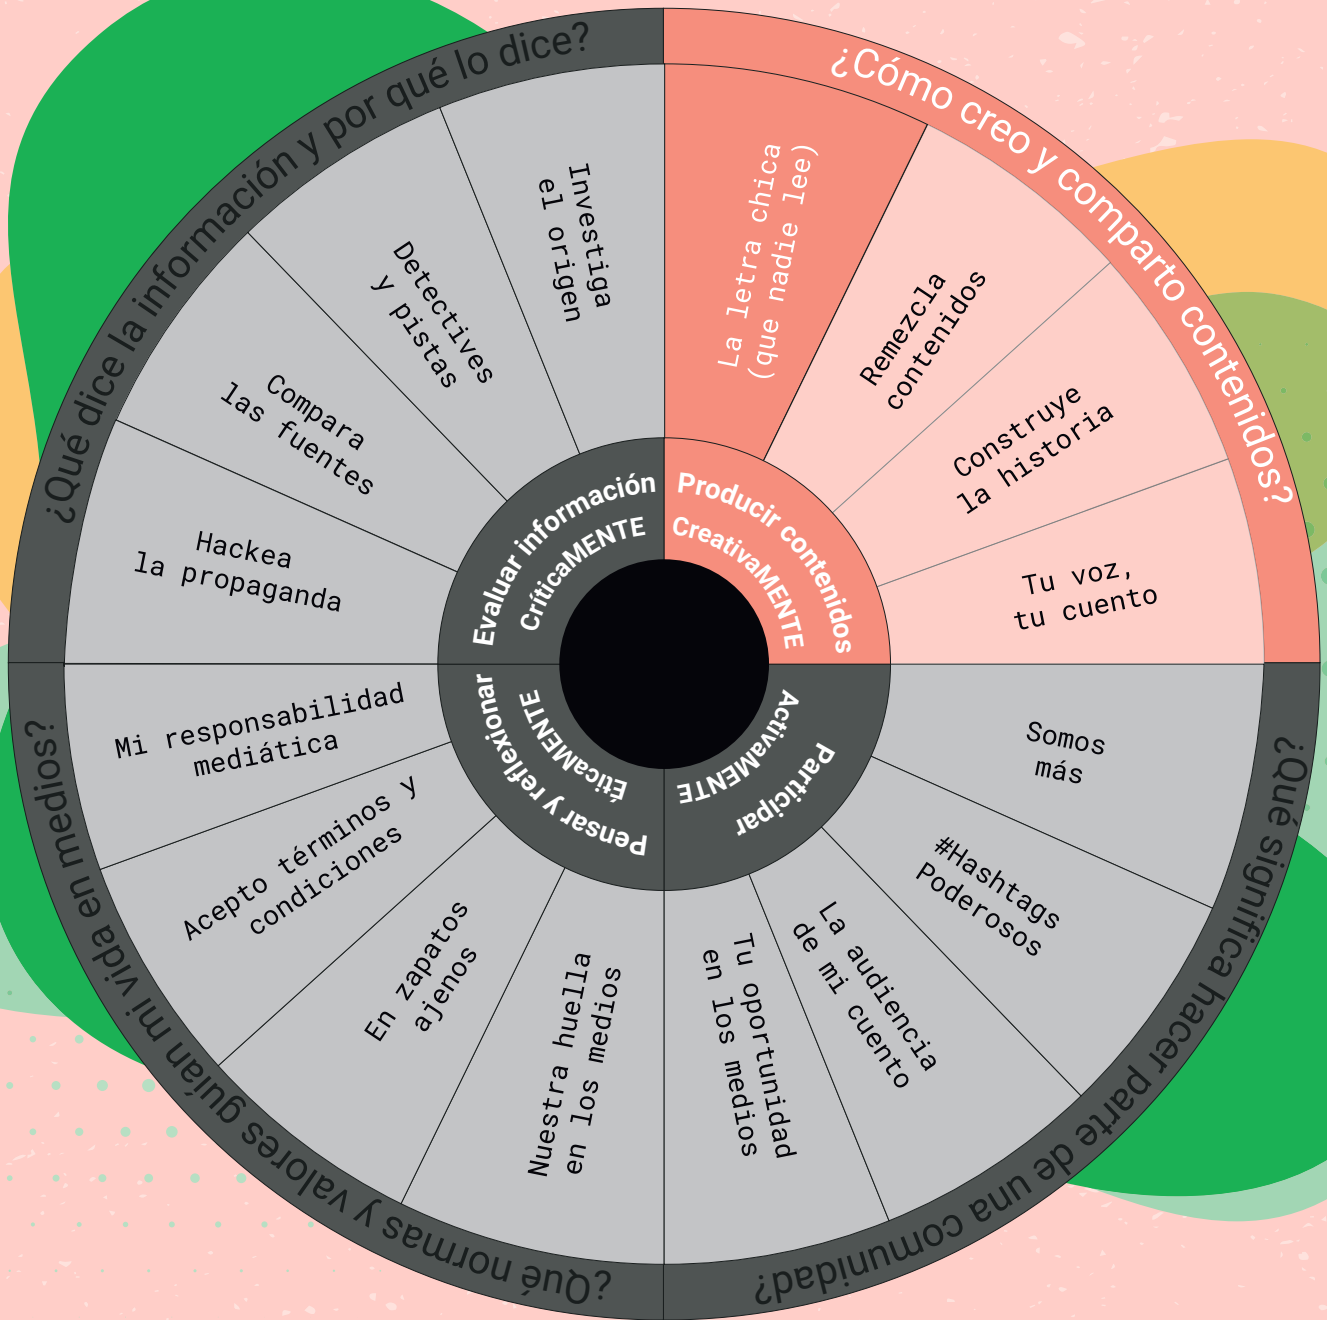 ¿Qué dice la información y por qué lo dice?
Investiga
el origen
Detectives
y pistas
Compara
las fuentes
Hackea
la propaganda
Evaluar información
CríticaMENTE
¿Cómo creo y comparto contenidos?
La letra chica
(que nadie lee)
Remezcla
contenidos
Construye
la historia
Tu voz,
tu cuento
Producir contenidos
CreativaMENTE
¿Qué significa hacer parte de una comunidad?
Somos
más
#Hashtags
Poderosos
La audiencia
de mi cuento
Tu oportunidad
en los medios
Participar
ActivaMENTE
¿Qué normas y valores guían mi vida en medios?
Nuestra huella
en los medios
En zapatos
ajenos
Acepto términos y
condiciones
Mi responsabilidad
mediática
Pensar y reflexionar
ÉticaMENTE